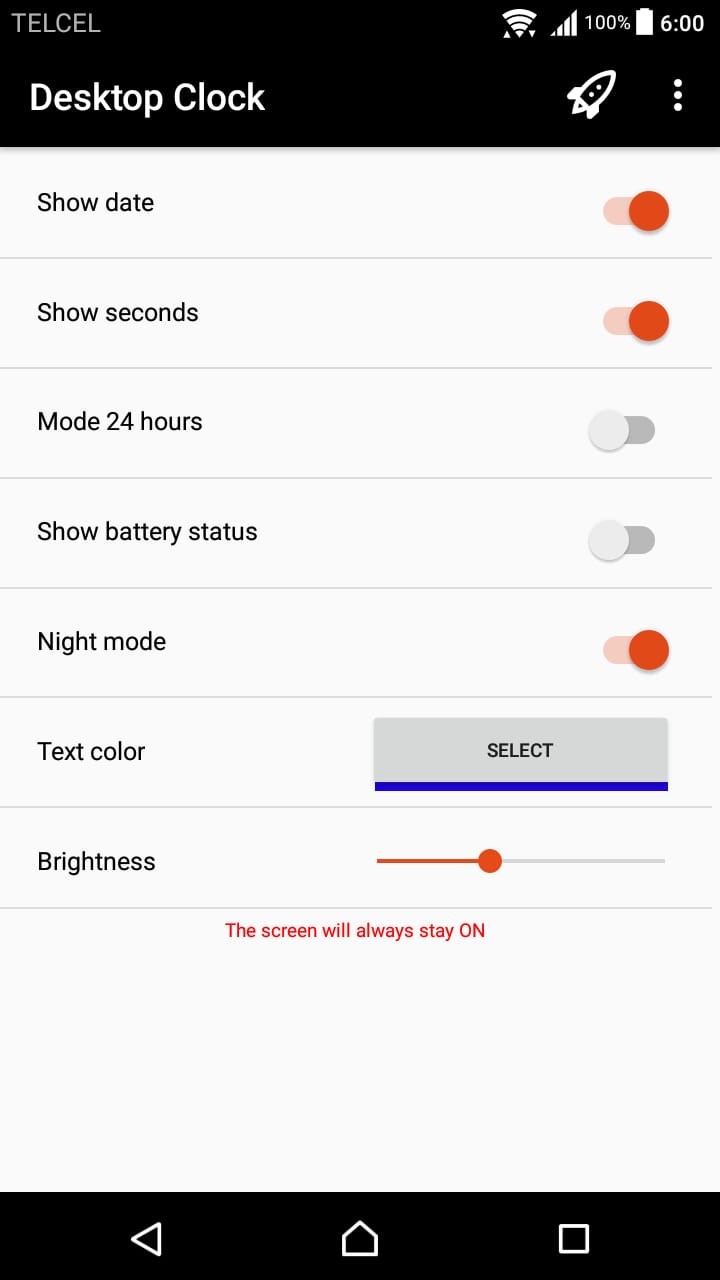 TELCEL 100% 6:00
Desktop Clock
Show date
Show seconds
Mode 24 hours
Show battery status
Night mode
Text color SELECT
Brightness
The screen will always stay ON